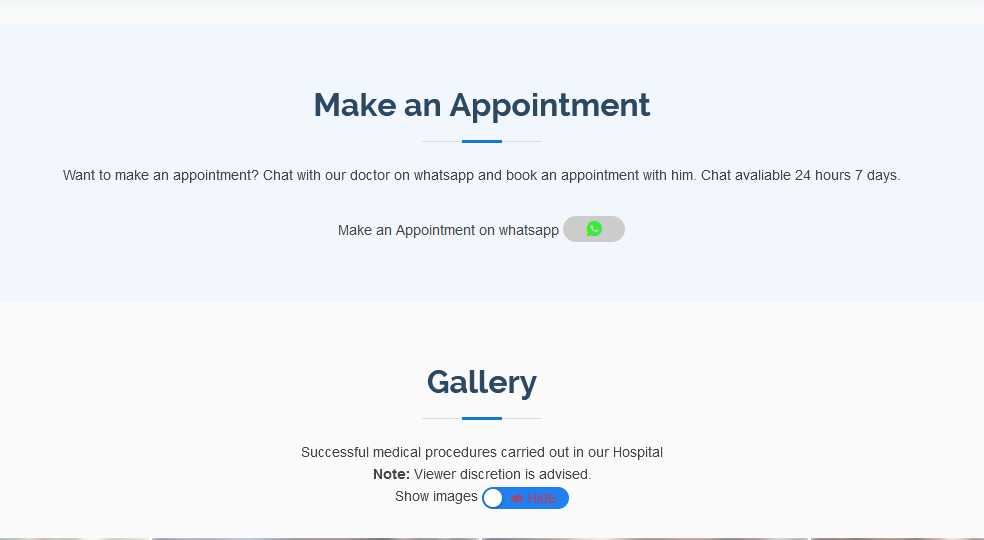 Make an Appointment
Want to make an appointment? Chat with our doctor on whatsapp and book an appointment with him. Chat avaliable 24 hours 7 days.
Make an Appointment on whatsapp
Gallery
Successful medical procedures carried out in our Hospital
Note: Viewer discretion is advised.
Show images Hide